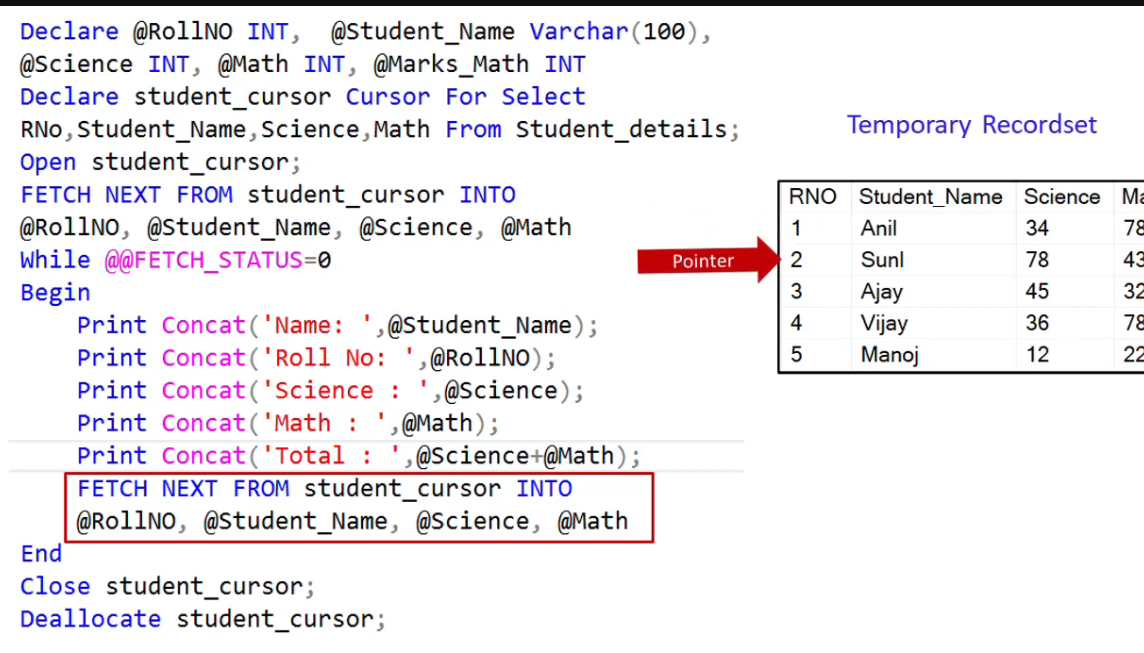 Declare @RollNO INT,  @Student_Name Varchar(100),
@Science INT, @Math INT, @Marks_Math INT
Declare student_cursor Cursor For Select
RNo,Student_Name,Science,Math From Student_details;
Open student_cursor;
FETCH NEXT FROM student_cursor INTO
@RollNO, @Student_Name, @Science, @Math
While @@FETCH_STATUS=0
Begin
    Print Concat('Name: ',@Student_Name);
    Print Concat('Roll No: ',@RollNO);
    Print Concat('Science : ',@Science);
    Print Concat('Math : ',@Math);
    Print Concat('Total : ',@Science+@Math);
    FETCH NEXT FROM student_cursor INTO
    @RollNO, @Student_Name, @Science, @Math
End
Close student_cursor;
Deallocate student_cursor;
Temporary Recordset
RNO Student_Name Science
1 Anil 34 78
Pointer
2 Sunl 78 43
3 Ajay 45 32
4 Vijay 36 78
5 Manoj 12 22